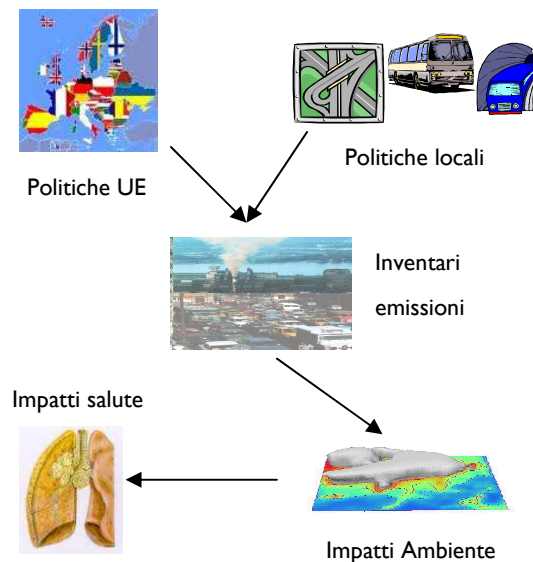 Politiche UE
Politiche locali
Inventari
emissioni
Impatti salute
Impatti Ambiente